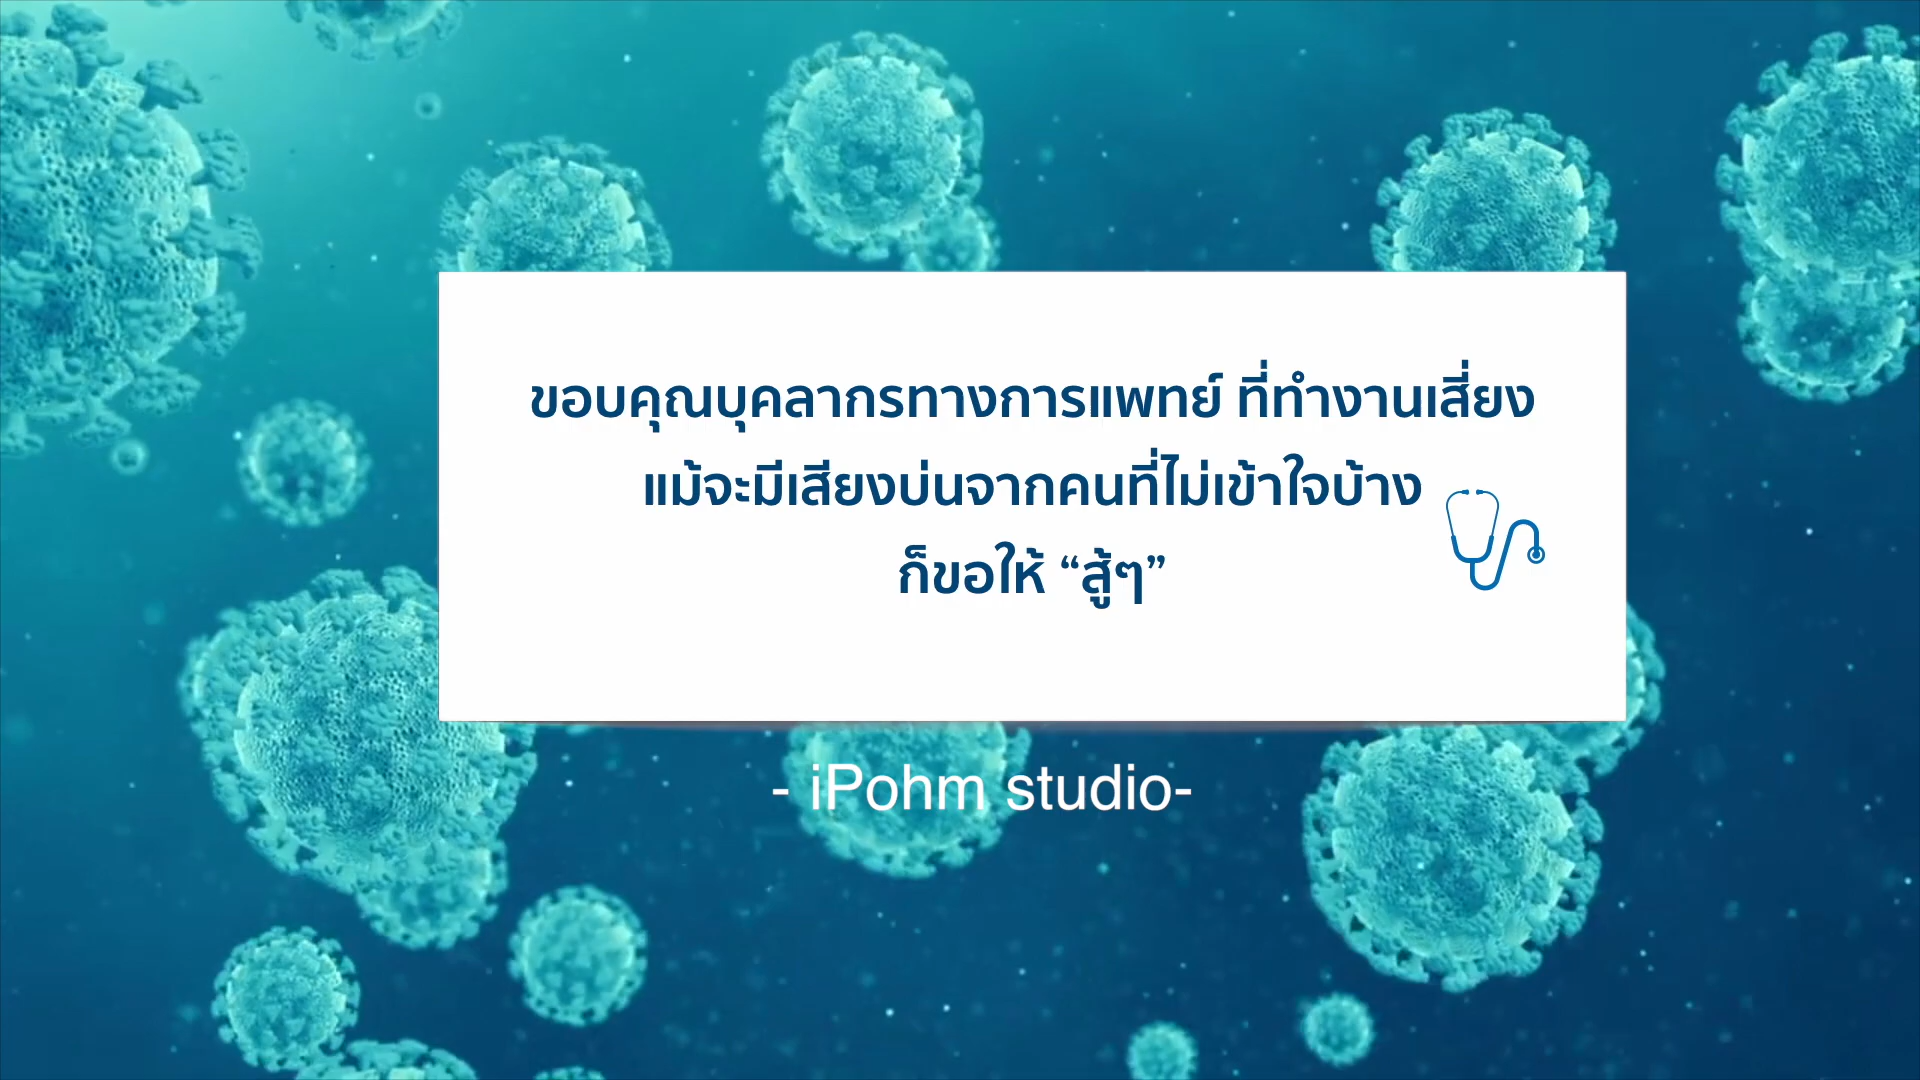 ขอบคุณบุคลากรทางการแพทย์ ที่ทำงานเสี่ยง
แม้จะมีเสียงบ่นจากคนที่ไม่เข้าใจบ้าง
ก็ขอให้ “สู้ๆ”
- iPohm studio-